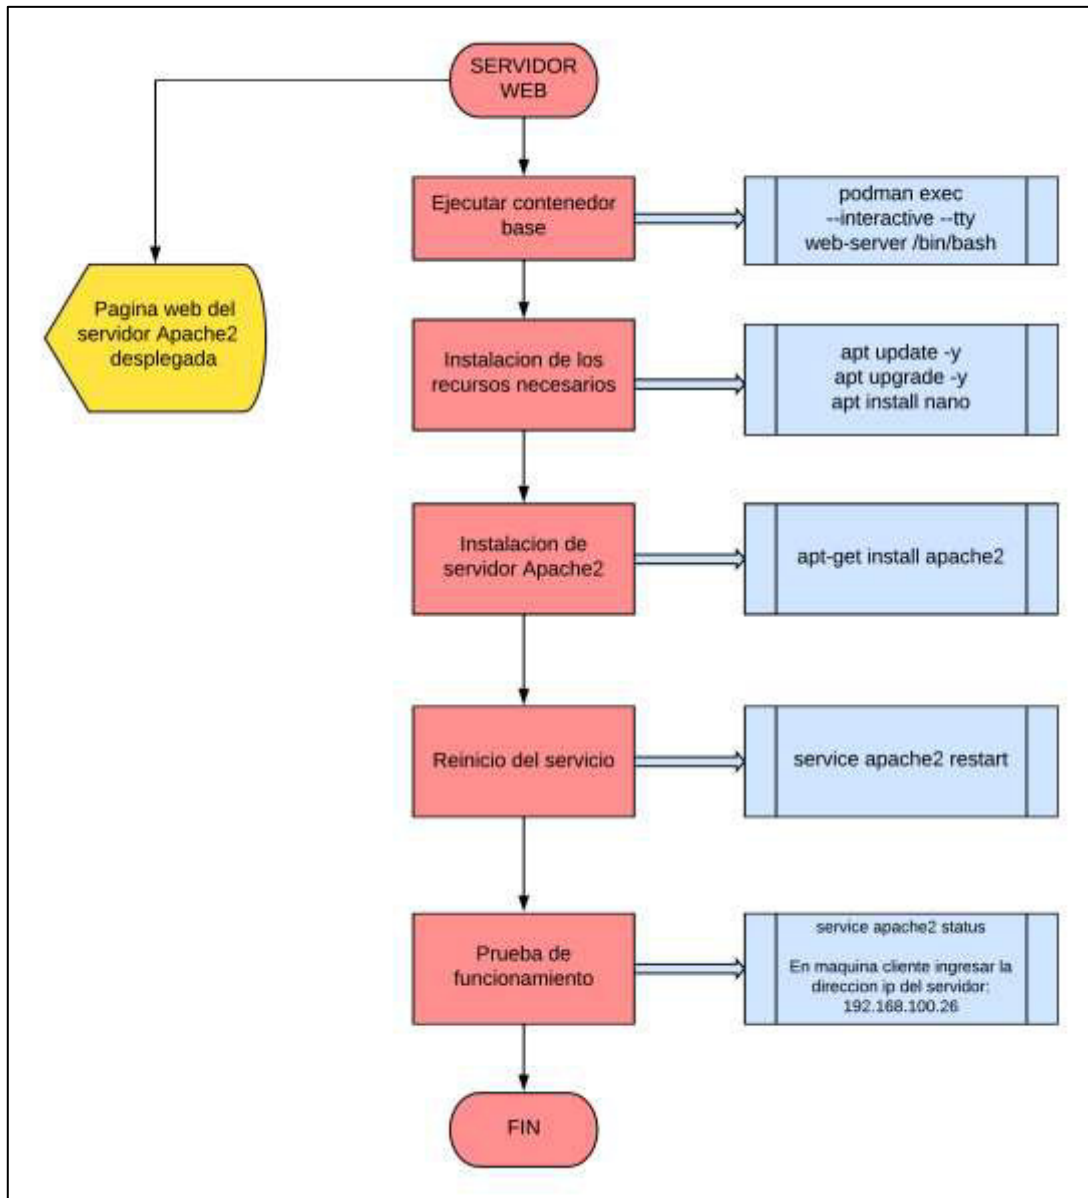 SERVIDOR
WEB
Ejecutar contenedor
base
podman exec
--interactive --tty
web-server /bin/bash
Pagina web del
servidor Apache2
desplegada
Instalacion de los
recursos necesarios
apt update -y
apt upgrade -y
apt install nano
Instalacion de
servidor Apache2
apt-get install apache2
Reinicio del servicio
service apache2 restart
Prueba de
funcionamiento
service apache2 status
En maquina cliente ingresar la
direccion ip del servidor:
192.168.100.26
FIN